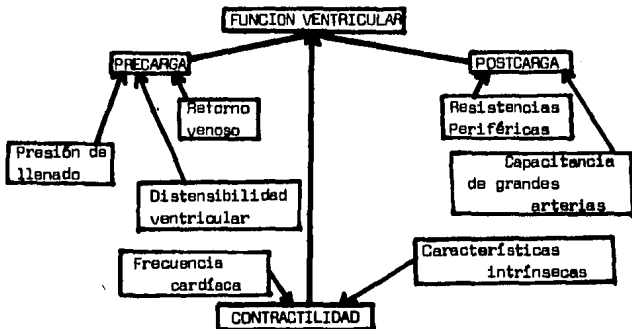 FUNCION VENTRICULAR
PRECARGA
POSTCARGA
Retorno
venoso
Resistencias
Periféricas
Presión de
llenado
Distensibilidad
ventricular
Capacitancia
de grandes
arterias
Frecuencia
cardíaca
Características
intrínsecas
CONTRACTILIDAD